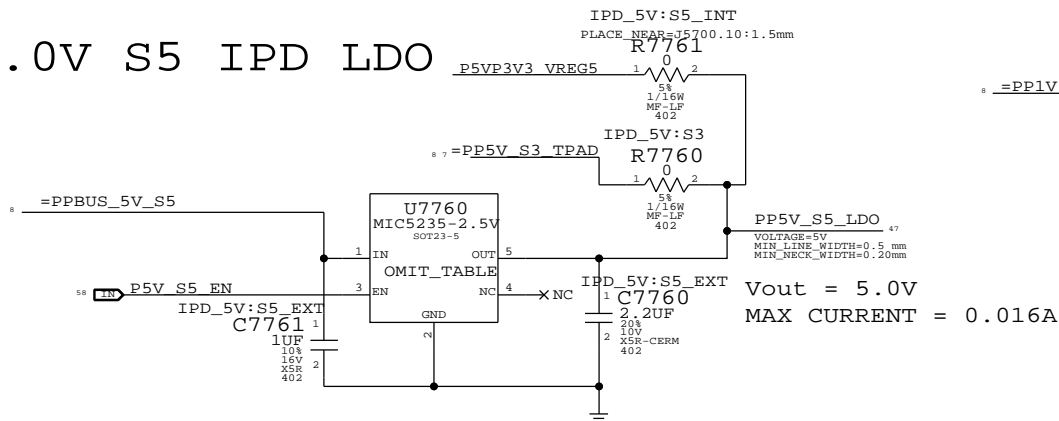 IPD_5V:S5_INT
PLACE_NEAR=J5700.10:1.5mm
R7761
.0V S5 IPD LDO
P5VP3V3_VREG5
0
1 2
5%
1/16W
MF-LF
402
8 =PP1V
IPD_5V:S3
8 7 =PP5V_S3_TPAD
R7760
0
1 2
5%
1/16W
MF-LF
402
8 =PPBUS_5V_S5
U7760
MIC5235-2.5V
SOT23-5
1 IN
OUT 5
OMIT_TABLE
3 EN
NC 4
NC
GND
2
PP5V_S5_LDO 47
VOLTAGE=5V
MIN_LINE_WIDTH=0.5 mm
MIN_NECK_WIDTH=0.20mm
58 IN P5V_S5_EN
IPD_5V:S5_EXT
C7761 1
1UF
10%
16V
X5R
402
2
IPD_5V:S5_EXT
1 C7760
2.2UF
20%
10V
2 X5R-CERM
402
Vout = 5.0V
MAX CURRENT = 0.016A